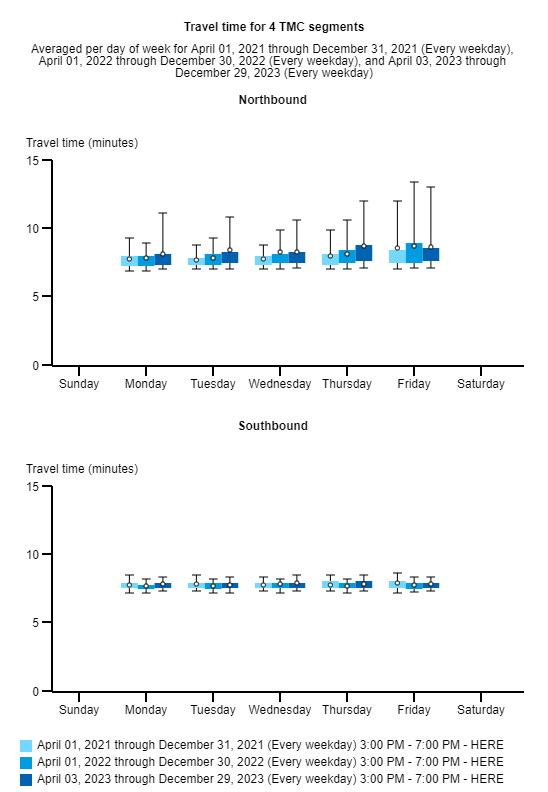 Travel time for 4 TMC segments
Averaged per day of week for April 01, 2021 through December 31, 2021 (Every weekday),
April 01, 2022 through December 30, 2022 (Every weekday), and April 03, 2023 through
December 29, 2023 (Every weekday)
Northbound
Travel time (minutes)
15
10
5
0
Sunday Monday Tuesday Wednesday Thursday Friday Saturday
Southbound
Travel time (minutes)
15
10
5
0
Sunday Monday Tuesday Wednesday Thursday Friday Saturday
April 01, 2021 through December 31, 2021 (Every weekday) 3:00 PM - 7:00 PM - HERE
April 01, 2022 through December 30, 2022 (Every weekday) 3:00 PM - 7:00 PM - HERE
April 03, 2023 through December 29, 2023 (Every weekday) 3:00 PM - 7:00 PM - HERE